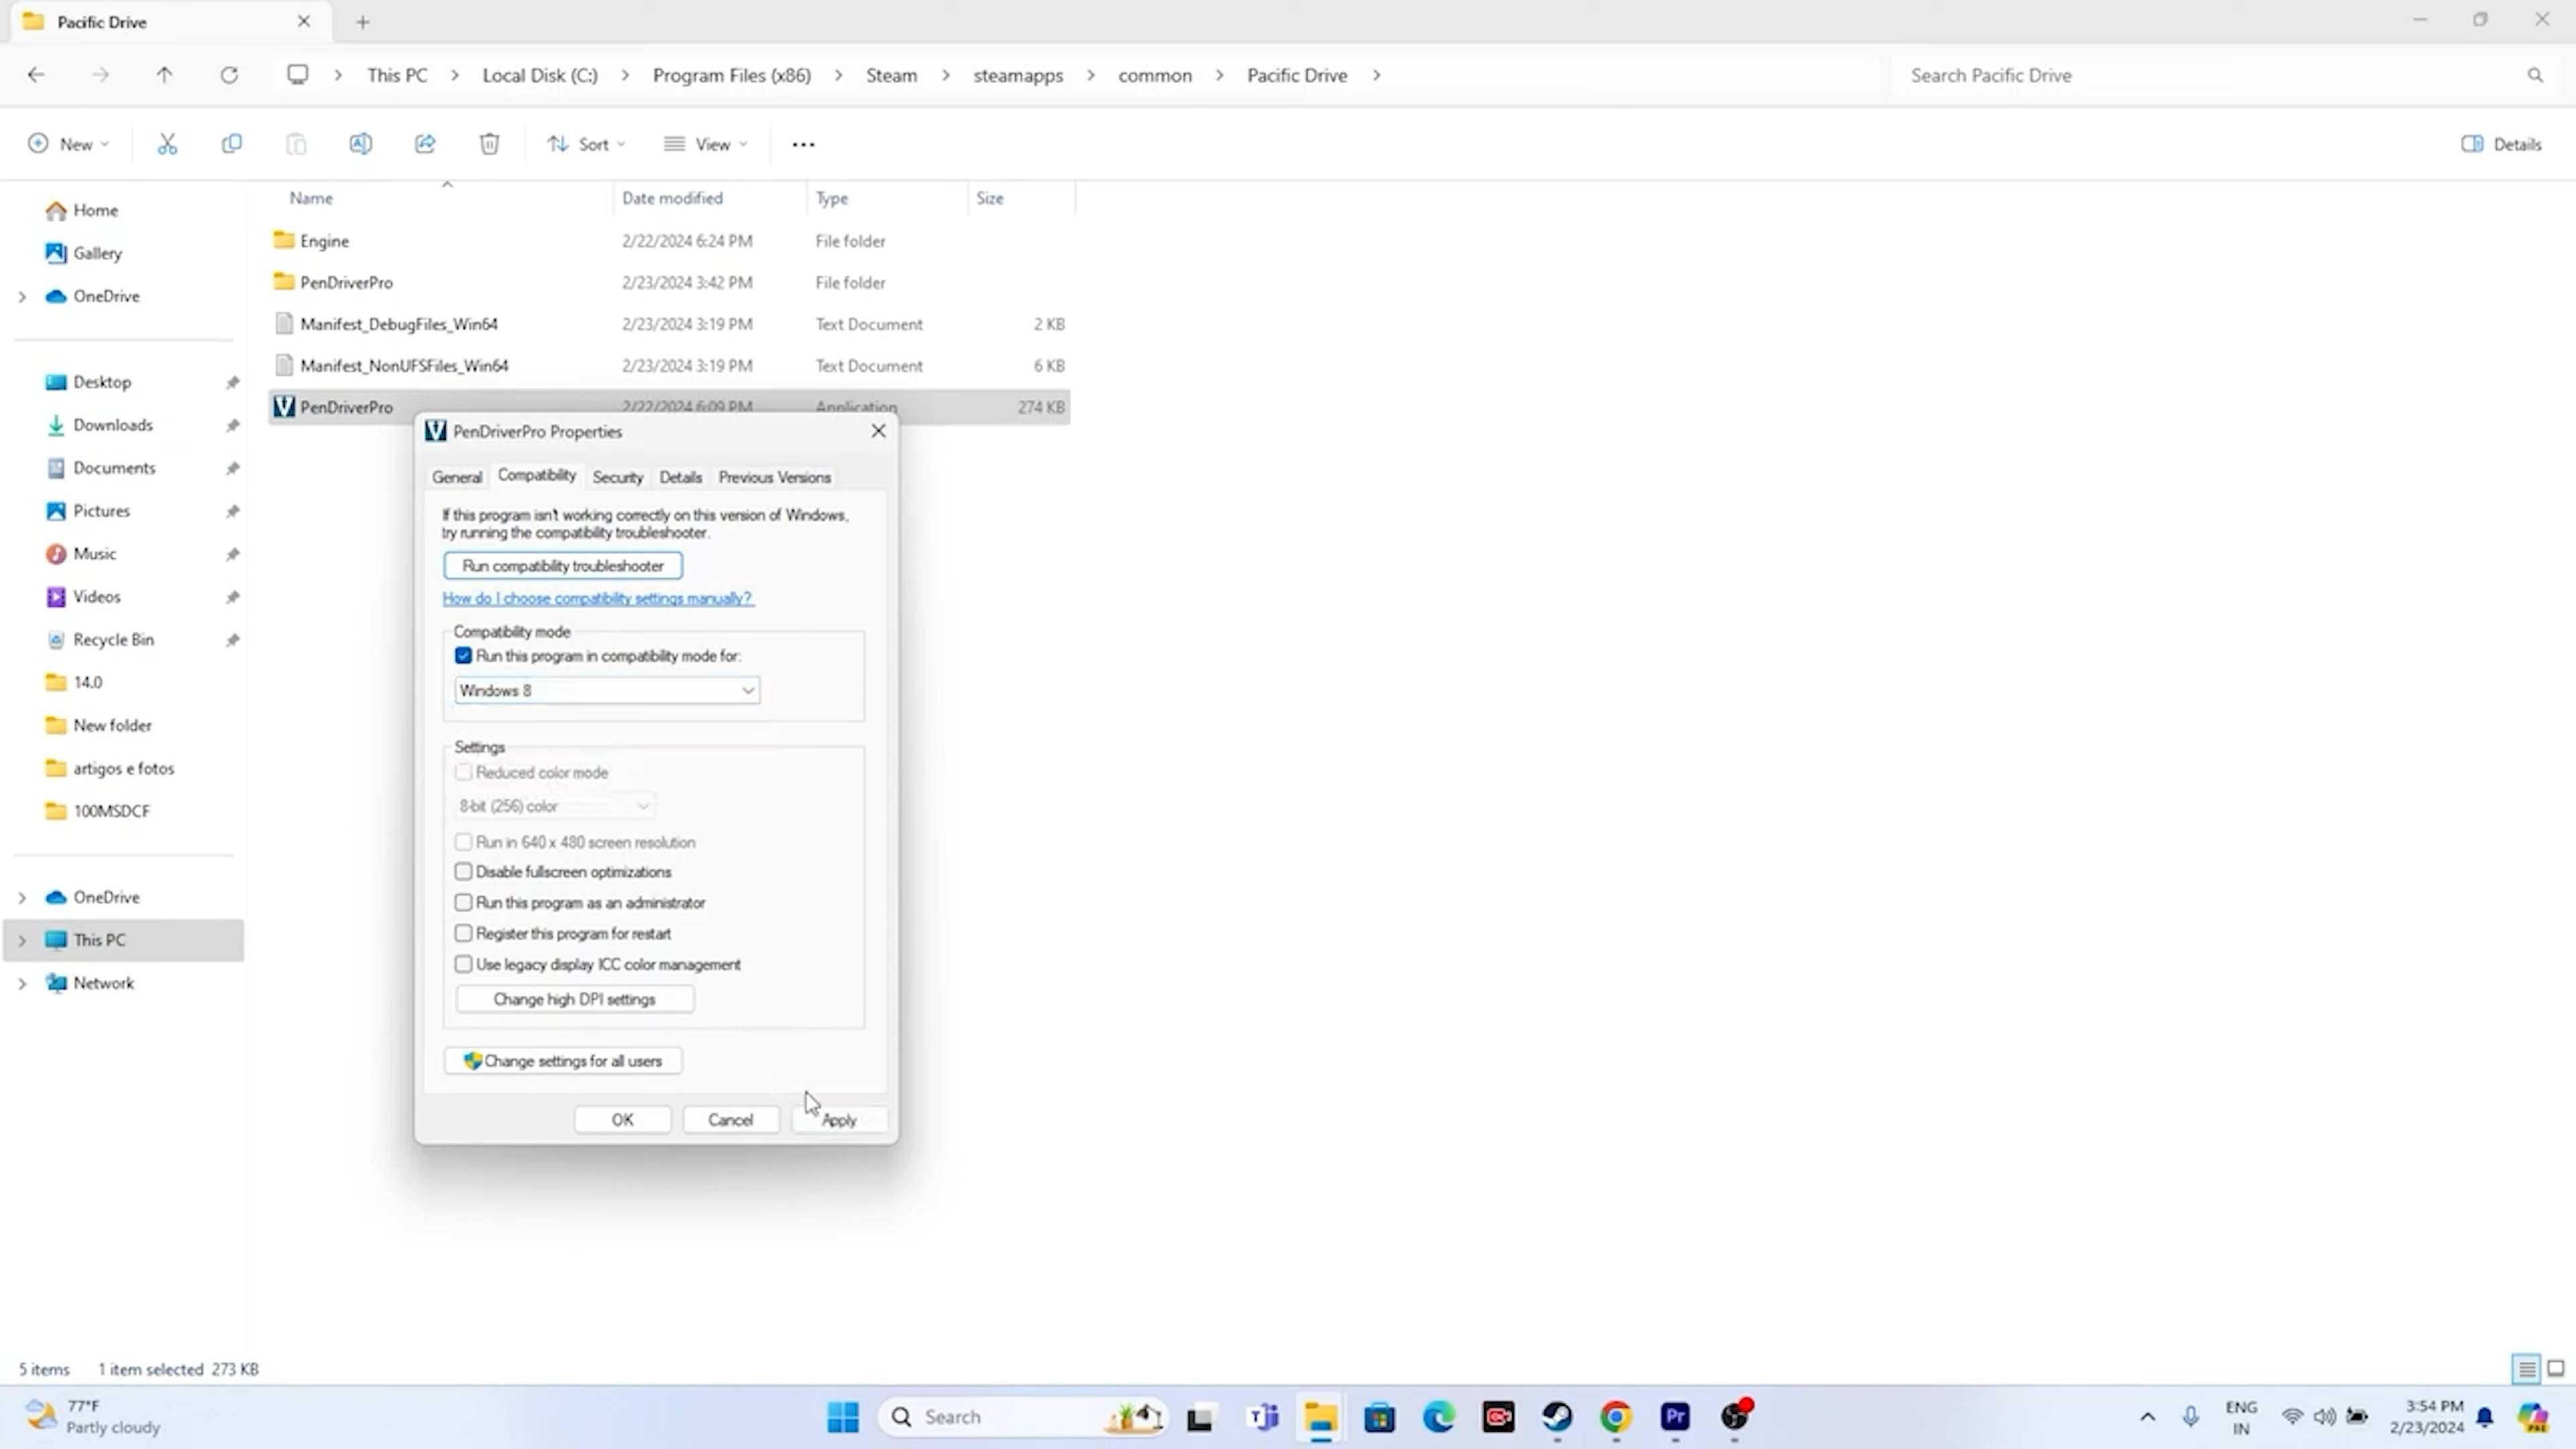 Pacific Drive
This PC
Local Disk (C:)
Program Files (x86)
Steam
steamapps
common
Pacific Drive
Search Pacific Drive
New
Sort
View
Details
Name
Date modified
Type
Size
Engine
2/22/2024 6:24 PM
File folder
PenDriverPro
2/23/2024 3:42 PM
File folder
Manifest_DebugFiles_Win64
2/23/2024 3:19 PM
Text Document
2 KB
Manifest_NonUFSFiles_Win64
2/23/2024 3:19 PM
Text Document
6 KB
PenDriverPro
2/22/2024 6:09 PM
Application
274 KB
Home
Gallery
OneDrive
Desktop
Downloads
Documents
Pictures
Music
Videos
Recycle Bin
14.0
New folder
artigos e fotos
100MSDCF
OneDrive
This PC
Network
PenDriverPro Properties
General
Compatibility
Security
Details
Previous Versions
If this program isn't working correctly on this version of Windows,
try running the compatibility troubleshooter.
Run compatibility troubleshooter
How do I choose compatibility settings manually?
Compatibility mode
Run this program in compatibility mode for:
Windows 8
Settings
Reduced color mode
8-bit (256) color
Run in 640 x 480 screen resolution
Disable fullscreen optimizations
Run this program as an administrator
Register this program for restart
Use legacy display ICC color management
Change high DPI settings
Change settings for all users
OK
Cancel
Apply
5 items
1 item selected 273 KB
77°F
Partly cloudy
Search
Pr
ENG
IN
3:54 PM
2/23/2024
PRE